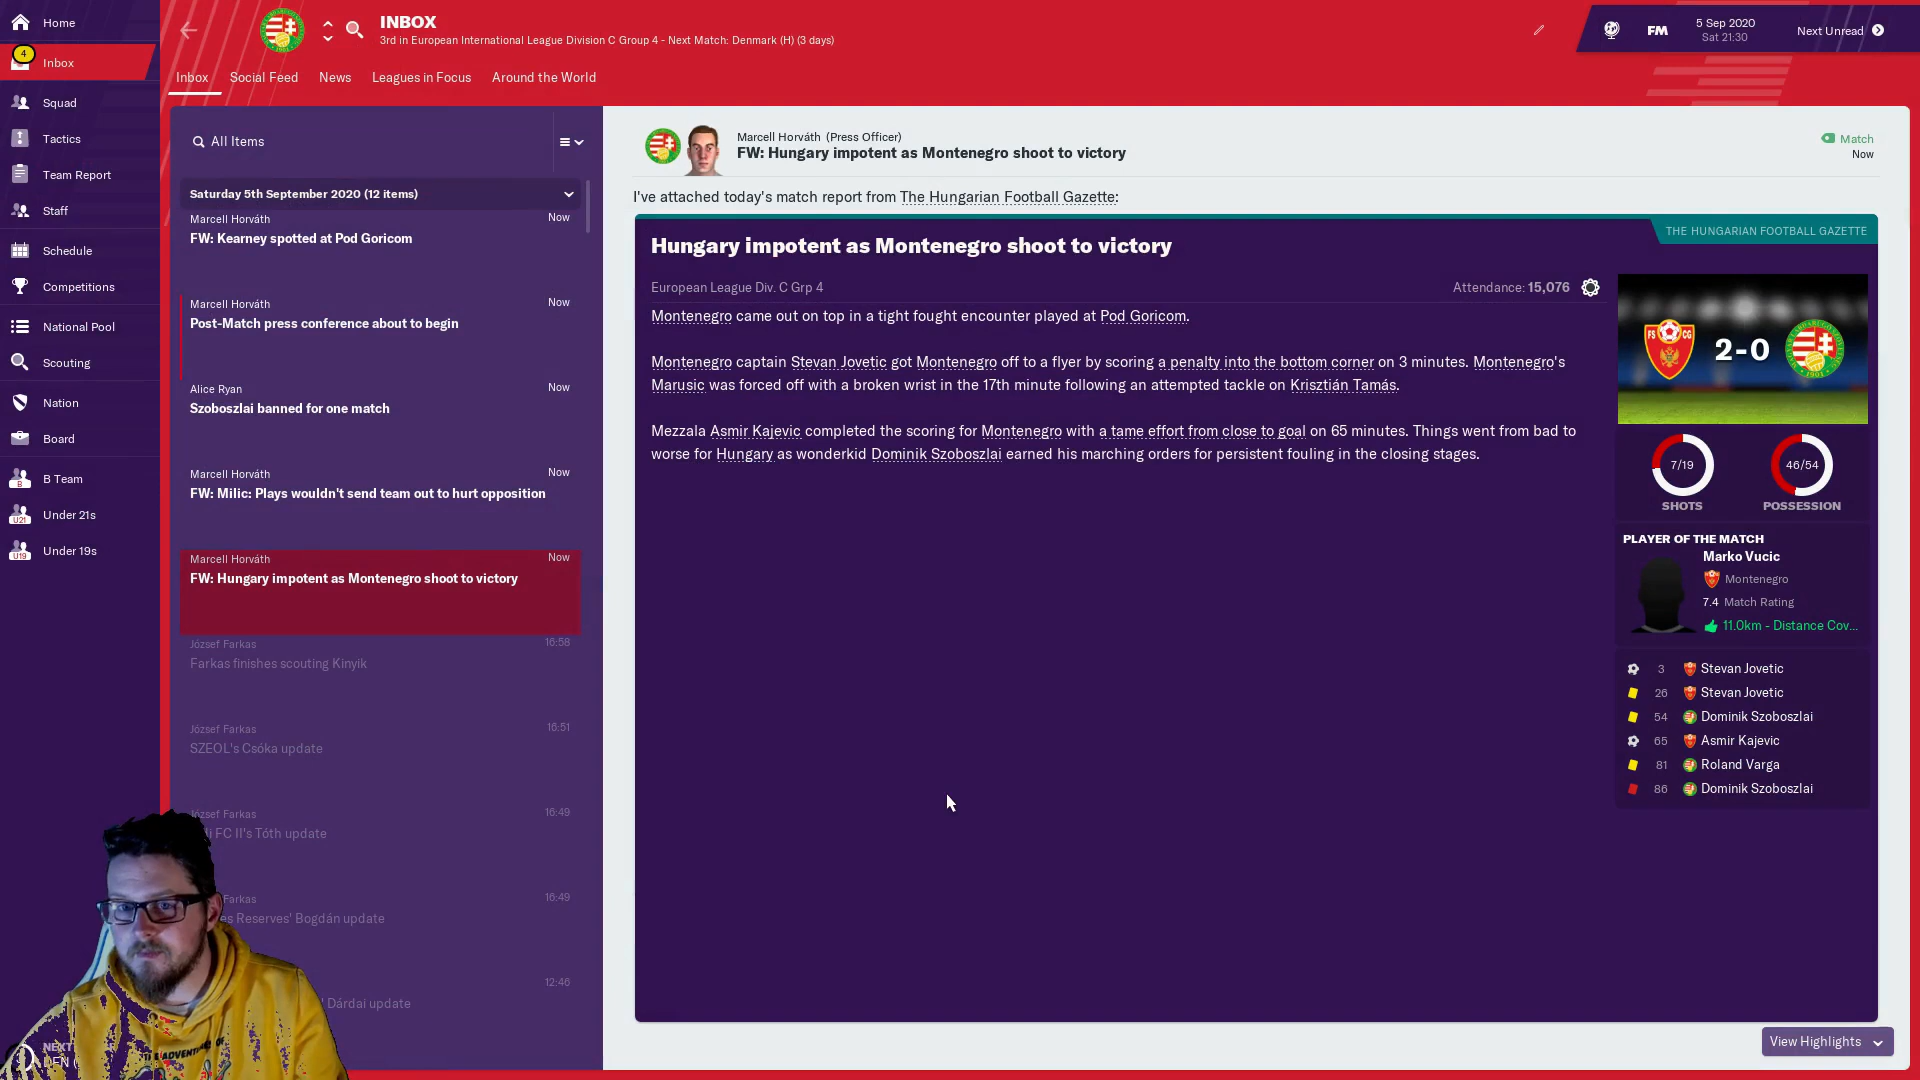 Home
4
Inbox
Squad
Tactics
Team Report
Staff
Schedule
Competitions
National Pool
Scouting
Nation
Board
B Team
Under 21s
U21
Under 19s
U19
INBOX
3rd in European International League Division C Group 4 - Next Match: Denmark (H) (3 days)
FM
5 Sep 2020
Sat 21:30
Next Unread
Inbox
Social Feed
News
Leagues in Focus
Around the World
All Items
Saturday 5th September 2020 (12 items)
Marcell Horváth
Now
FW: Kearney spotted at Pod Goricom
Marcell Horváth
Now
Post-Match press conference about to begin
Alice Ryan
Now
Szoboszlai banned for one match
Marcell Horváth
Now
FW: Milic: Plays wouldn't send team out to hurt opposition
Marcell Horváth
Now
FW: Hungary impotent as Montenegro shoot to victory
József Farkas
16:58
Farkas finishes scouting Kinyik
József Farkas
16:51
SZEOL's Csóka update
József Farkas
16:49
FC II's Tóth update
Farkas
16:49
Reserves' Bogdán update
12:46
Dárdai update
Marcell Horváth (Press Officer)
FW: Hungary impotent as Montenegro shoot to victory
Match
Now
I've attached today's match report from The Hungarian Football Gazette:
THE HUNGARIAN FOOTBALL GAZETTE
Hungary impotent as Montenegro shoot to victory
European League Div. C Grp 4
Attendance: 15,076
Montenegro came out on top in a tight fought encounter played at Pod Goricom.
Montenegro captain Stevan Jovetic got Montenegro off to a flyer by scoring a penalty into the bottom corner on 3 minutes. Montenegro's
Marusic was forced off with a broken wrist in the 17th minute following an attempted tackle on Krisztián Tamás.
Mezzala Asmir Kajevic completed the scoring for Montenegro with a tame effort from close to goal on 65 minutes. Things went from bad to
worse for Hungary as wonderkid Dominik Szoboszlai earned his marching orders for persistent fouling in the closing stages.
2-0
7/19
SHOTS
46/54
POSSESSION
PLAYER OF THE MATCH
Marko Vucic
Montenegro
7.4 Match Rating
11.0km - Distance Cov...
3 Stevan Jovetic
26 Stevan Jovetic
54 Dominik Szoboszlai
65 Asmir Kajevic
81 Roland Varga
86 Dominik Szoboszlai
View Highlights